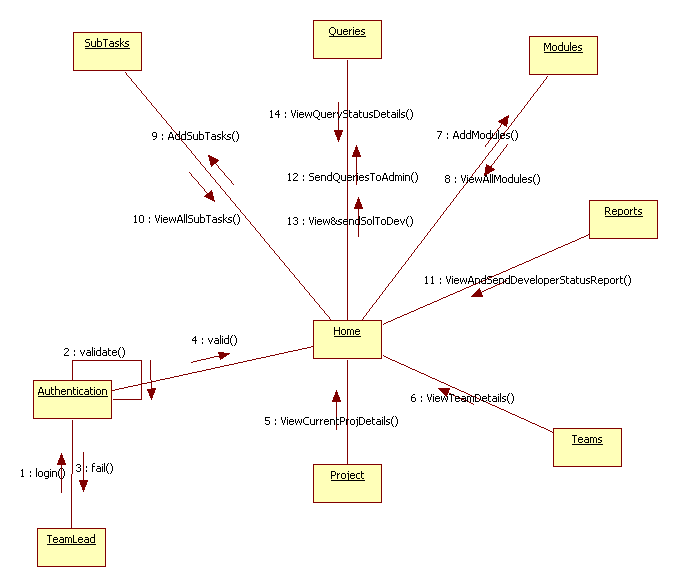 Queries
SubTasks
Modules
14 : ViewQueryStatusDetails()
9 : AddSubTasks()
7 : AddModules()
12 : SendQueriesToAdmin()
8 : ViewAllModules()
10 : ViewAllSubTasks()
13 : View&sendSolToDev()
Reports
11 : ViewAndSendDeveloperStatusReport()
Home
4 : valid()
2 : validate()
Authentication
6 : ViewTeamDetails()
5 : ViewCurrentProjDetails()
Teams
1 : login()
3 : fail()
Project
TeamLead